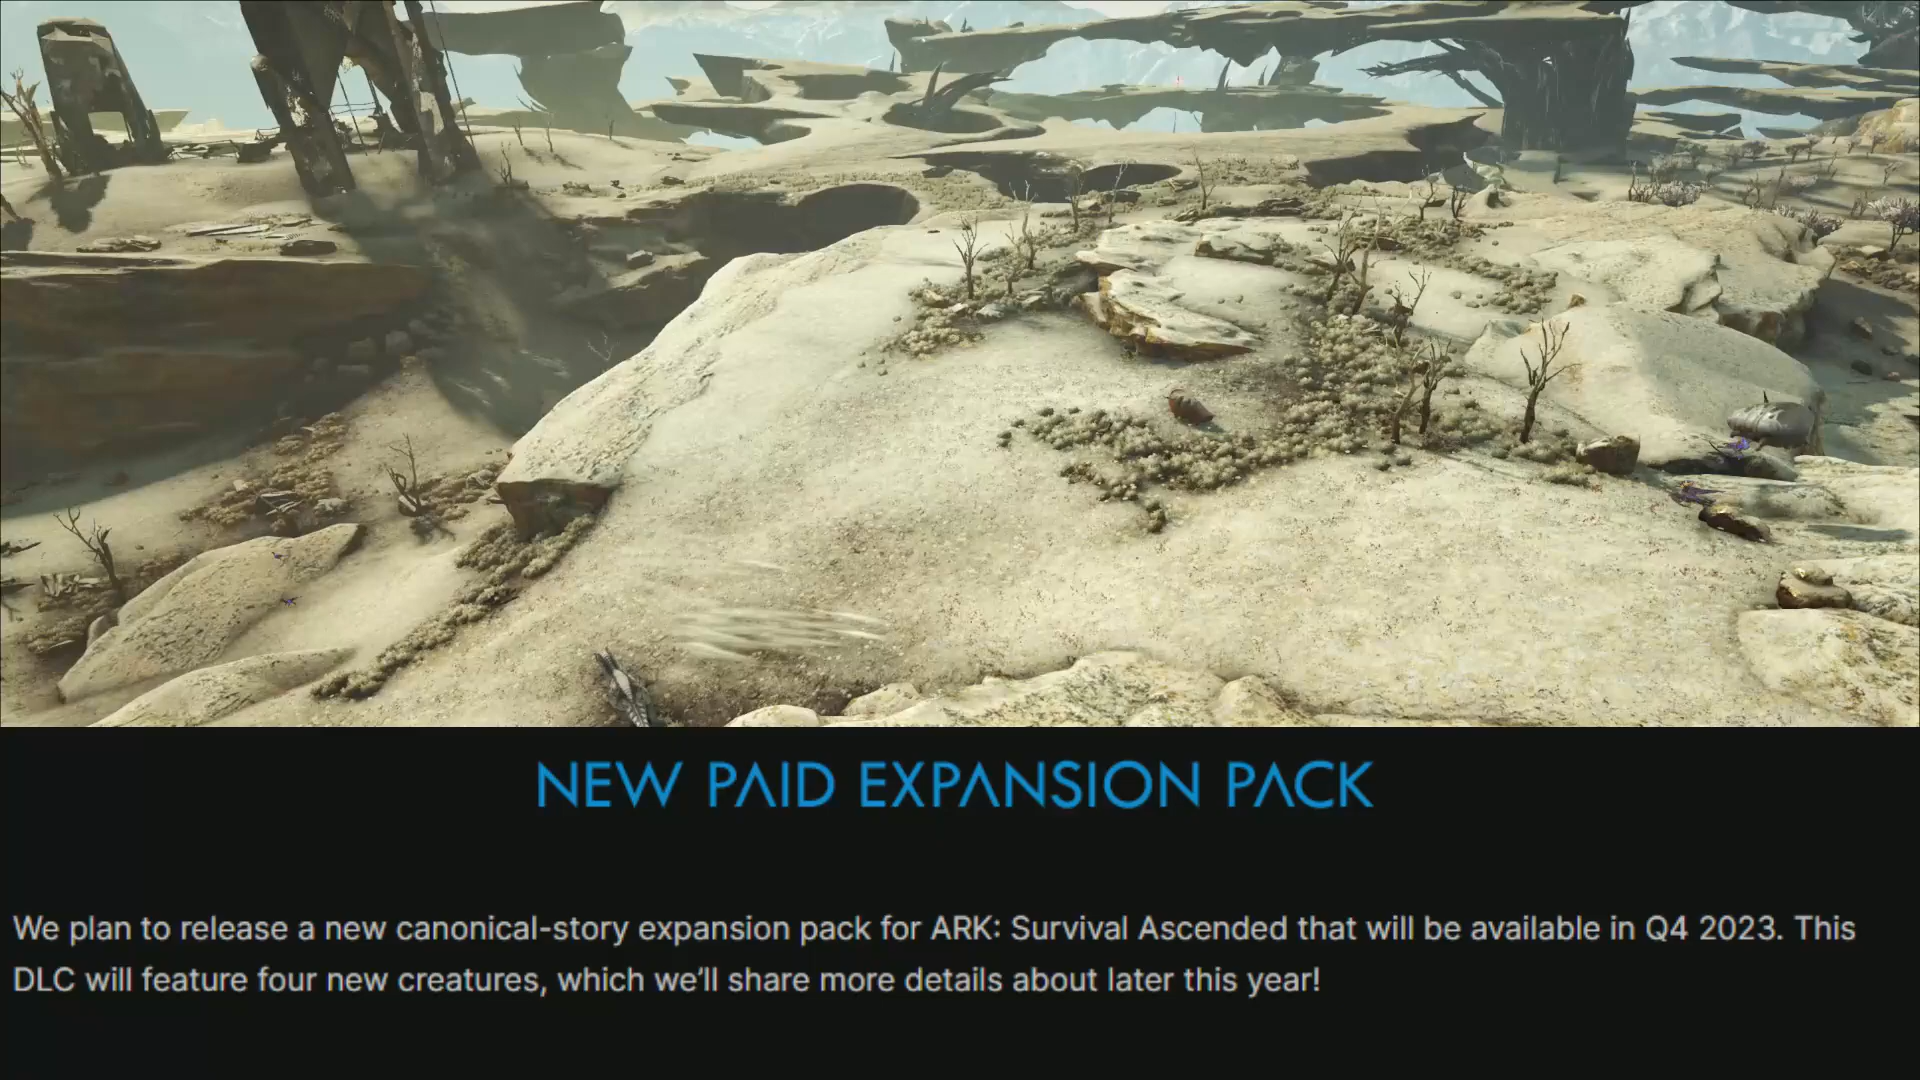 NEW PAID EXPANSION PACK
We plan to release a new canonical-story expansion pack for ARK: Survival Ascended that will be available in Q4 2023. This
DLC will feature four new creatures, which we’ll share more details about later this year!